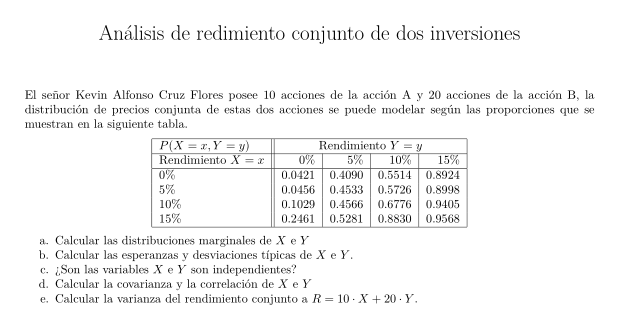 Análisis de redimiento conjunto de dos inversiones
El señor Kevin Alfonso Cruz Flores posee 10 acciones de la acción A y 20 acciones de la acción B, la
distribución de precios conjunta de estas dos acciones se puede modelar según las proporciones que se
muestran en la siguiente tabla.
P(X = x, Y = y) Rendimiento Y = y
Rendimiento X = x 0% 5% 10% 15%
0% 0.0421 0.4090 0.5514 0.8924
5% 0.0456 0.4533 0.5726 0.8998
10% 0.1029 0.4566 0.6776 0.9405
15% 0.2461 0.5281 0.8830 0.9568
a. Calcular las distribuciones marginales de X e Y
b. Calcular las esperanzas y desviaciones típicas de X e Y.
c. ¿Son las variables X e Y son independientes?
d. Calcular la covarianza y la correlación de X e Y
e. Calcular la varianza del rendimiento conjunto a R = 10 · X + 20 · Y.